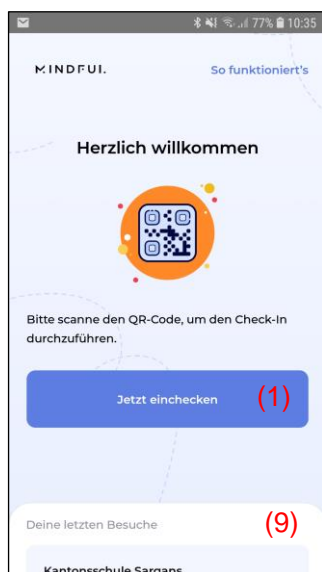 77% 10:35
MINDFUL
So funktioniert's
Herzlich willkommen
Bitte scanne den QR-Code, um den Check-In
durchzuführen.
Jetzt einchecken (1)
Deine letzten Besuche (9)
Kantonsschule Sargans